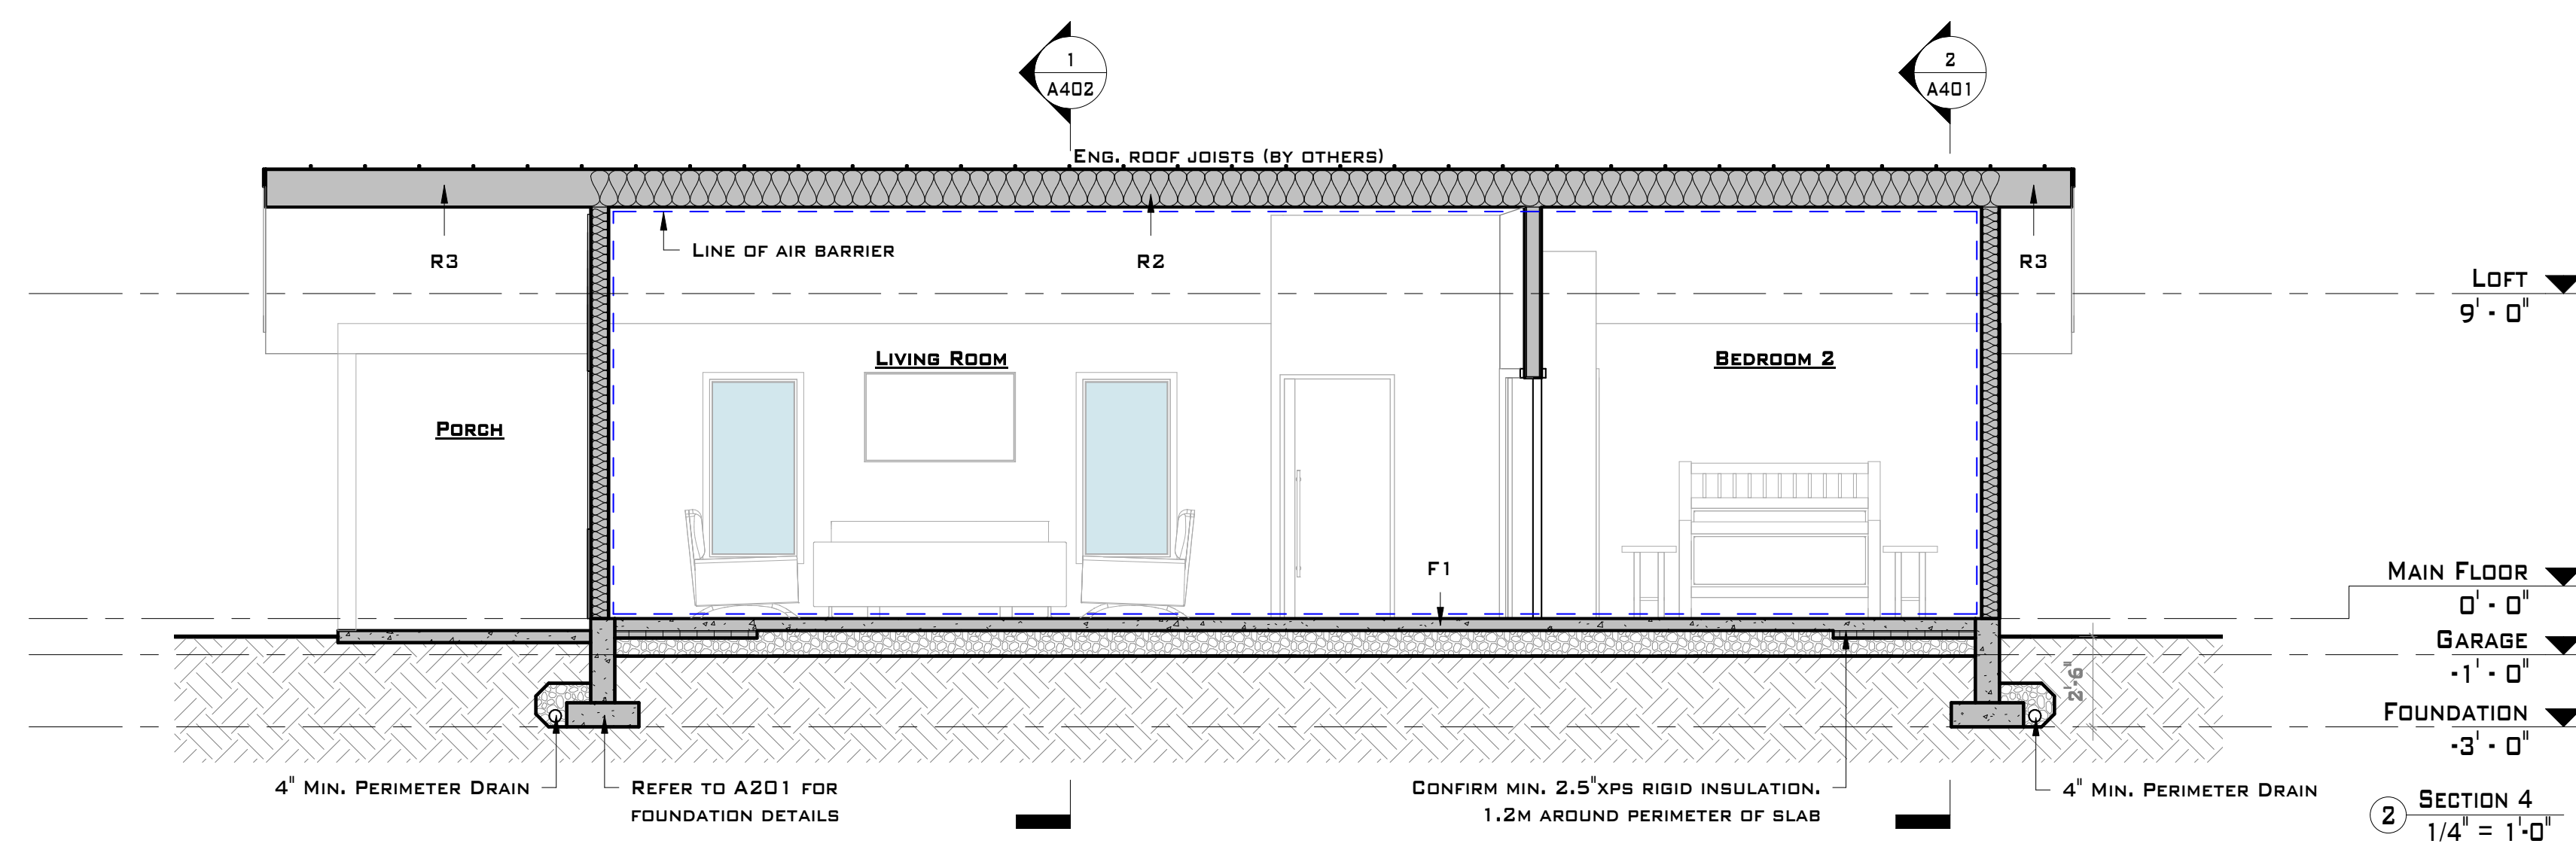 1
A402
2
A401
Eng. roof joists (by others)
Line of air barrier
R3
R2
R3
Loft
9' - 0"
Living Room
Bedroom 2
Porch
F1
Main Floor
0' - 0"
Garage
-1' - 0"
2'-6"
Foundation
-3' - 0"
4" Min. Perimeter Drain
Refer to A201 for
foundation details
Confirm min. 2.5"xps rigid insulation.
1.2m around perimeter of slab
4" Min. Perimeter Drain
2
Section 4
1/4" = 1'-0"